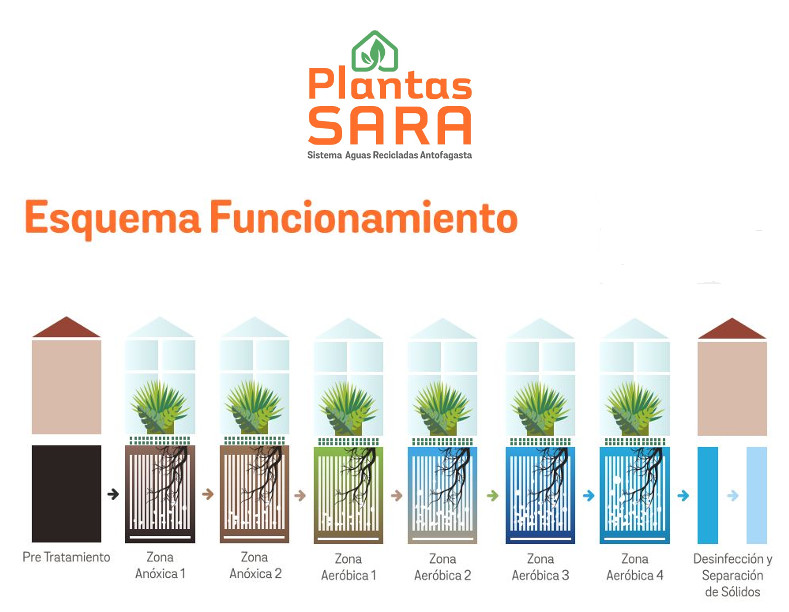 Plantas
SARA
Sistema Aguas Recicladas Antofagasta
Esquema Funcionamiento
Pre Tratamiento
Zona
Anóxica 1
Zona
Anóxica 2
Zona
Aeróbica 1
Zona
Aeróbica 2
Zona
Aeróbica 3
Zona
Aeróbica 4
Desinfección y
Separación
de Sólidos